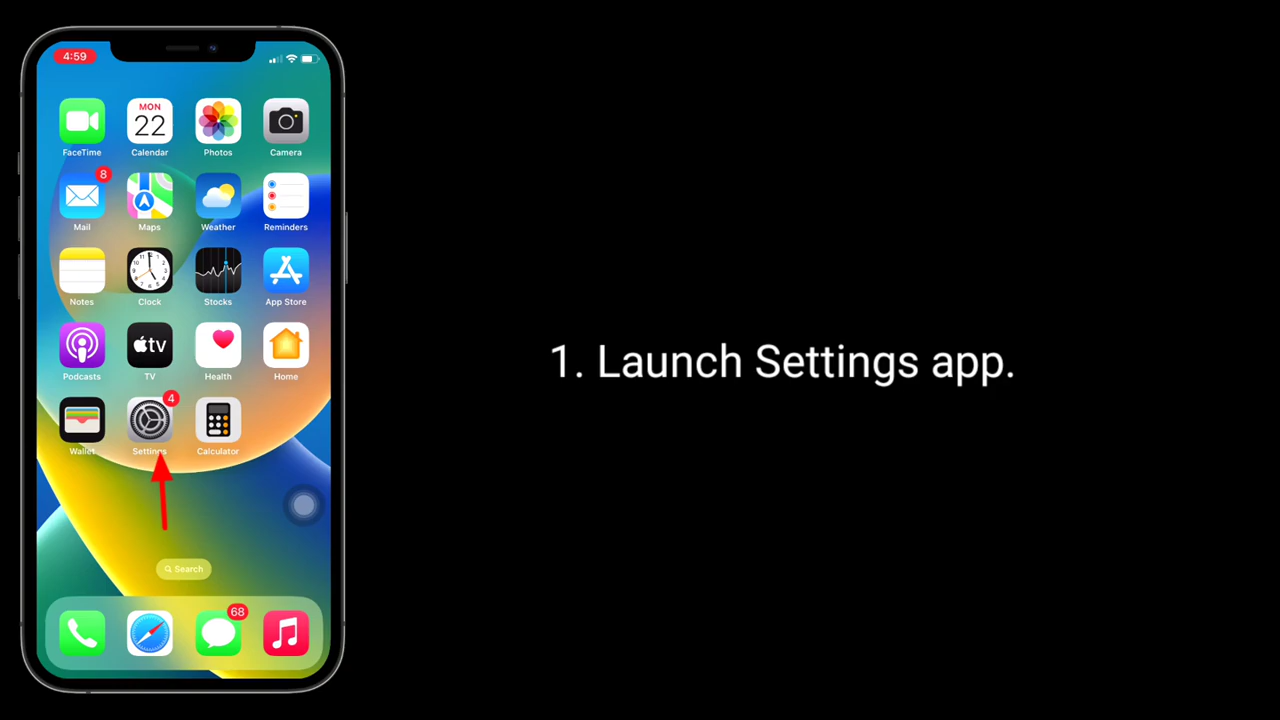 4:59
MON
22
FaceTime
Calendar
Photos
Camera
8
Mail
Maps
Weather
Reminders
Notes
Clock
Stocks
App Store
tv
Podcasts
TV
Health
Home
4
Wallet
Settings
Calculator
Search
68
1. Launch Settings app.